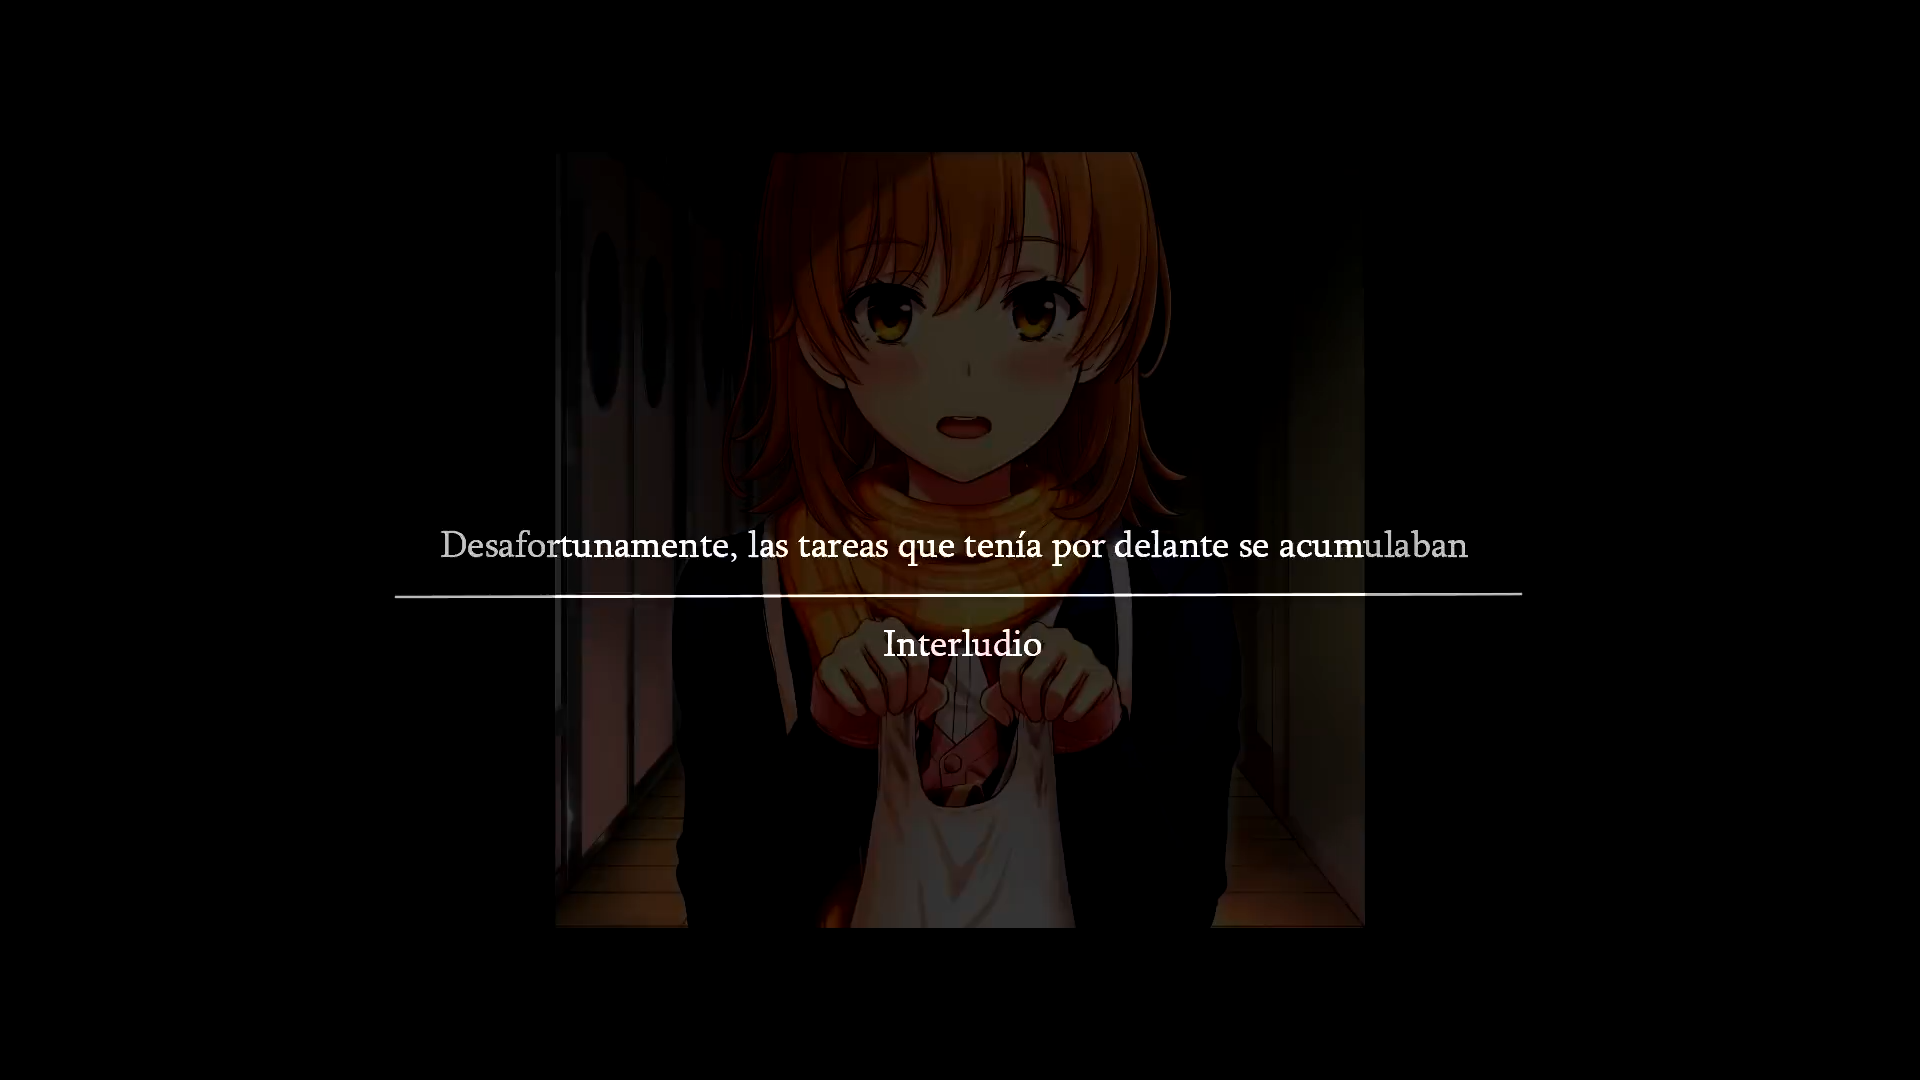 Desafortunamente, las tareas que tenía por delante se acumulaban
Interludio